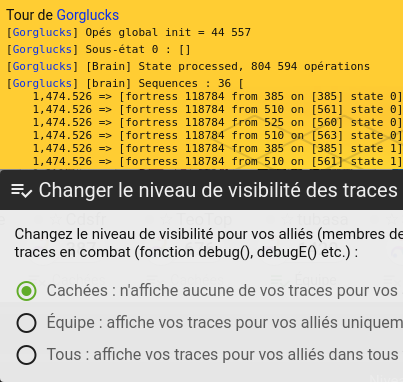 Tour de Gorglucks
[Gorglucks] Opés global init = 44 557
[Gorglucks] Sous-état 0 : []
[Gorglucks] [Brain] State processed, 804 594 opérations
[Gorglucks] [brain] Sequences : 36 [
1,474.526 => [fortress 118784 from 385 on [385] state 0]
1,474.526 => [fortress 118784 from 510 on [561] state 0]
1,474.526 => [fortress 118784 from 525 on [560] state 0]
1,474.526 => [fortress 118784 from 510 on [563] state 0]
1,474.526 => [fortress 118784 from 385 on [385] state 1]
1,474.526 => [fortress 118784 from 510 on [561] state 1]
Changer le niveau de visibilité des traces
Changez le niveau de visibilité pour vos alliés (membres de
traces en combat (fonction debug(), debugE() etc.) :
Cachées : n'affiche aucune de vos traces pour vos
Équipe : affiche vos traces pour vos alliés uniquem
Tous : affiche vos traces pour vos alliés dans tous